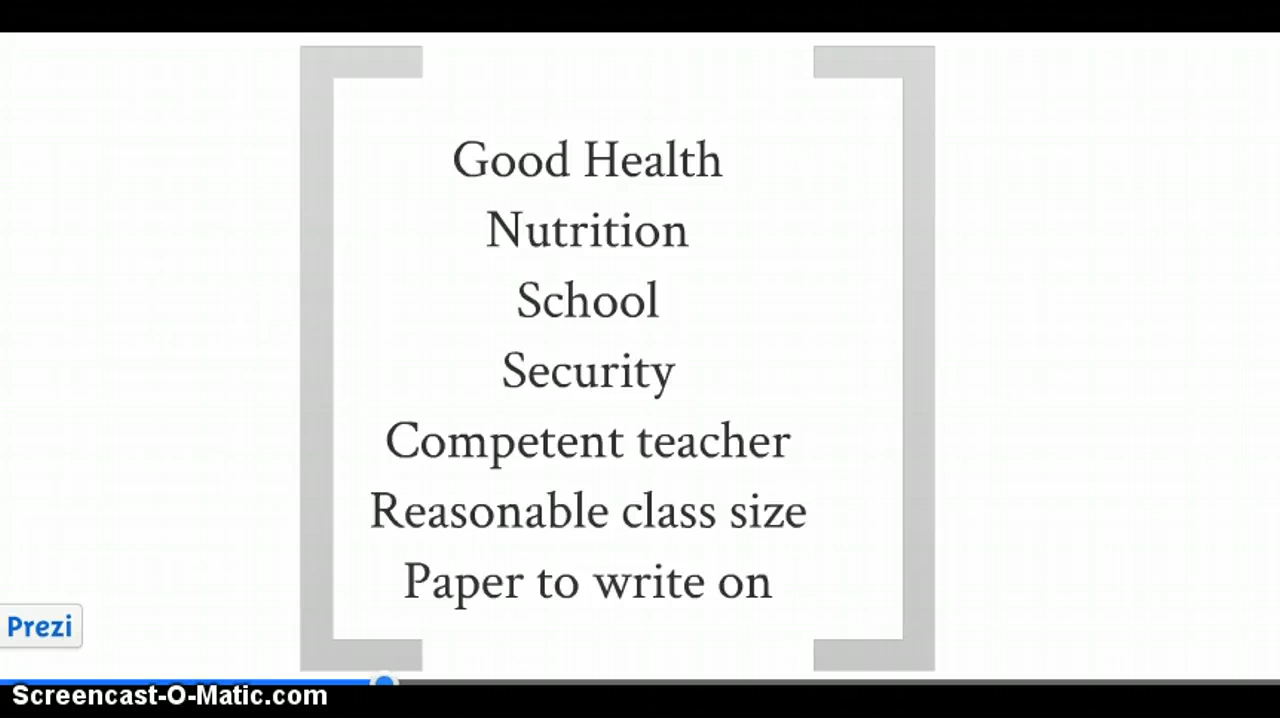 Good Health
Nutrition
School
Security
Competent teacher
Reasonable class size
Paper to write on
Prezi
Screencast-O-Matic.com